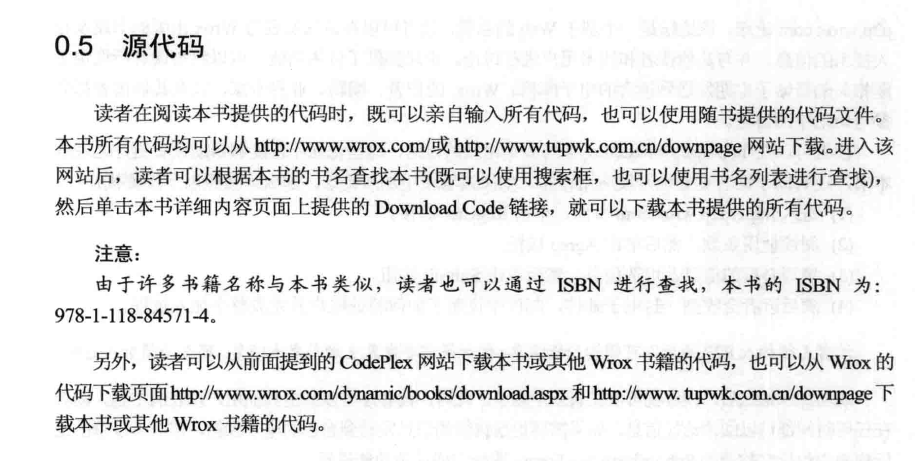 0.5 源代码
读者在阅读本书提供的代码时，既可以亲自输入所有代码，也可以使用随书提供的代码文件。
本书所有代码均可以从 http://www.wrox.com/或 http://www.tupwk.com.cn/downpage 网站下载。进入该
网站后，读者可以根据本书的书名查找本书(既可以使用搜索框，也可以使用书名列表进行查找)，
然后单击本书详细内容页面上提供的 Download Code 链接，就可以下载本书提供的所有代码。
注意：
由于许多书籍名称与本书类似，读者也可以通过 ISBN 进行查找，本书的 ISBN 为：
978-1-118-84571-4。
另外，读者可以从前面提到的 CodePlex 网站下载本书或其他 Wrox 书籍的代码，也可以从 Wrox 的
代码下载页面 http://www.wrox.com/dynamic/books/download.aspx 和 http://www. tupwk.com.cn/downpage 下
载本书或其他 Wrox 书籍的代码。